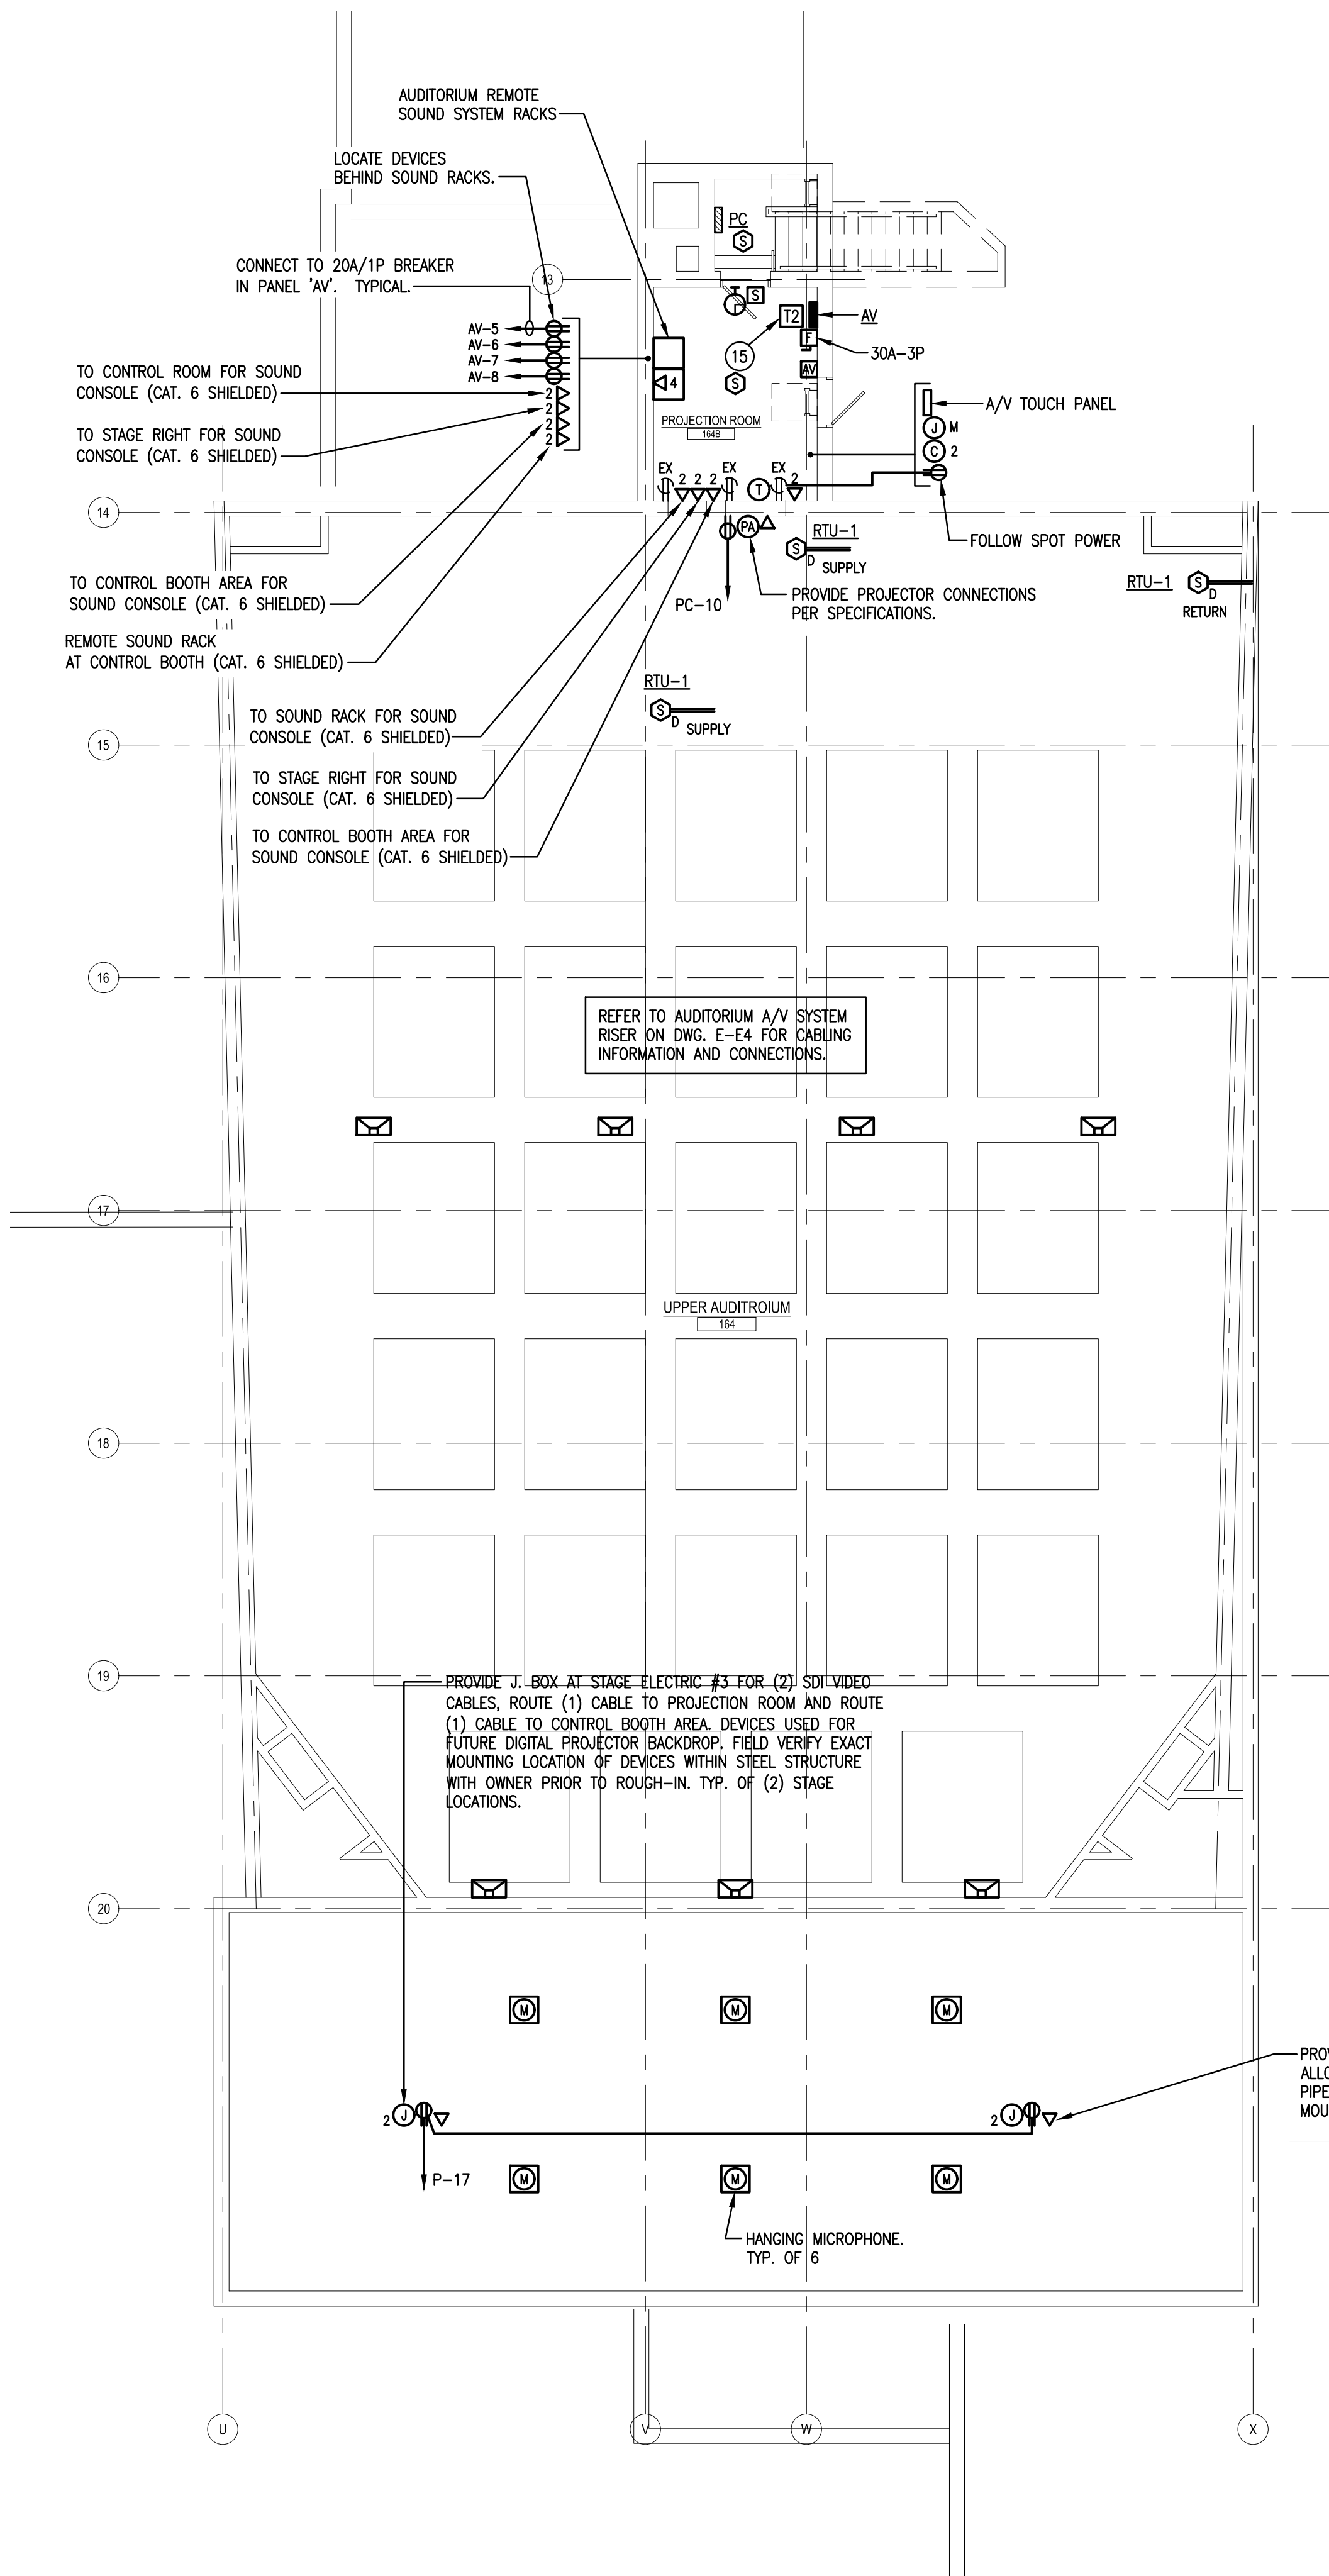 AUDITORIUM REMOTE
SOUND SYSTEM RACKS
LOCATE DEVICES
BEHIND SOUND RACKS.
PC
S
CONNECT TO 20A/1P BREAKER
IN PANEL 'AV'. TYPICAL.
13
S
T2
AV
AV-5
AV-6
AV-7
AV-8
F
15
30A-3P
TO CONTROL ROOM FOR SOUND
CONSOLE (CAT. 6 SHIELDED)
2
2
2
2
4
S
AV
A/V TOUCH PANEL
J M
C 2
TO STAGE RIGHT FOR SOUND
CONSOLE (CAT. 6 SHIELDED)
PROJECTION ROOM
164B
EX
2 2 2
EX
T
EX
2
14
PA
RTU-1
FOLLOW SPOT POWER
S
D SUPPLY
TO CONTROL BOOTH AREA FOR
SOUND CONSOLE (CAT. 6 SHIELDED)
PC-10
PROVIDE PROJECTOR CONNECTIONS
PER SPECIFICATIONS.
RTU-1
S
D
RETURN
REMOTE SOUND RACK
AT CONTROL BOOTH (CAT. 6 SHIELDED)
RTU-1
S
D SUPPLY
TO SOUND RACK FOR SOUND
CONSOLE (CAT. 6 SHIELDED)
15
TO STAGE RIGHT FOR SOUND
CONSOLE (CAT. 6 SHIELDED)
TO CONTROL BOOTH AREA FOR
SOUND CONSOLE (CAT. 6 SHIELDED)
16
REFER TO AUDITORIUM A/V SYSTEM
RISER ON DWG. E-E4 FOR CABLING
INFORMATION AND CONNECTIONS.
17
UPPER AUDITROIUM
164
18
19
PROVIDE J. BOX AT STAGE ELECTRIC #3 FOR (2) SDI VIDEO
CABLES, ROUTE (1) CABLE TO PROJECTION ROOM AND ROUTE
(1) CABLE TO CONTROL BOOTH AREA. DEVICES USED FOR
FUTURE DIGITAL PROJECTOR BACKDROP. FIELD VERIFY EXACT
MOUNTING LOCATION OF DEVICES WITHIN STEEL STRUCTURE
WITH OWNER PRIOR TO ROUGH-IN. TYP. OF (2) STAGE
LOCATIONS.
20
M
M
M
2 J
2 J
P-17
M
M
M
HANGING MICROPHONE.
TYP. OF 6
U
V
W
X